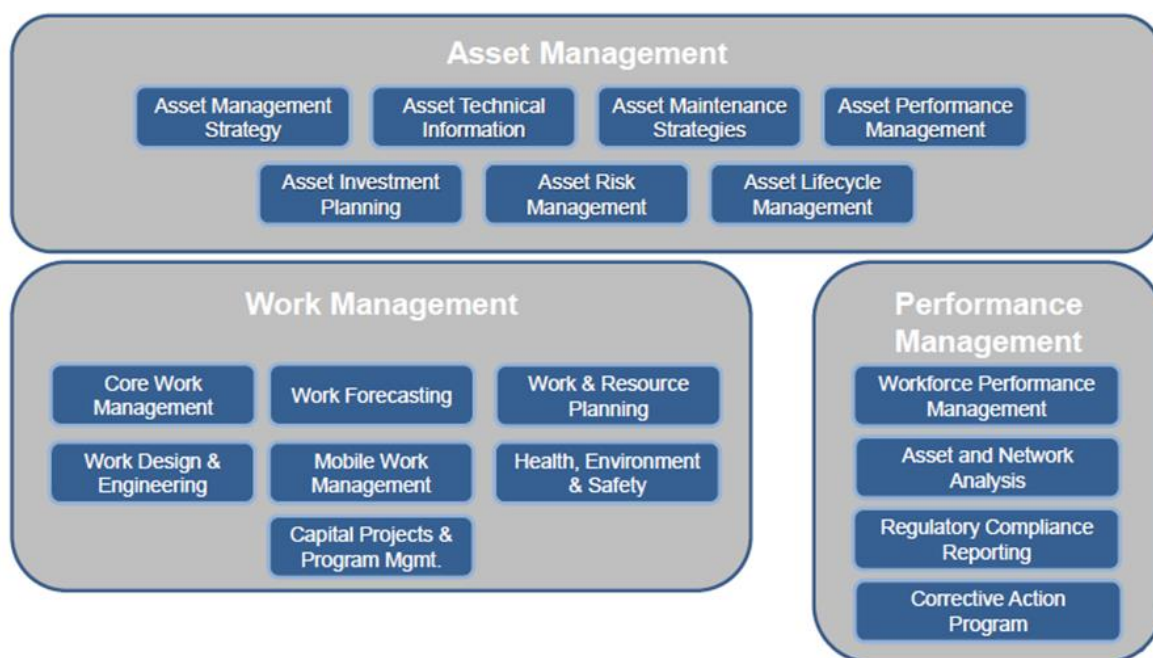 Asset Management
Asset Management
Strategy
Asset Technical
Information
Asset Maintenance
Strategies
Asset Performance
Management
Asset Investment
Planning
Asset Risk
Management
Asset Lifecycle
Management
Work Management
Core Work
Management
Work Forecasting
Work & Resource
Planning
Work Design &
Engineering
Mobile Work
Management
Health, Environment
& Safety
Capital Projects &
Program Mgmt.
Performance
Management
Workforce Performance
Management
Asset and Network
Analysis
Regulatory Compliance
Reporting
Corrective Action
Program